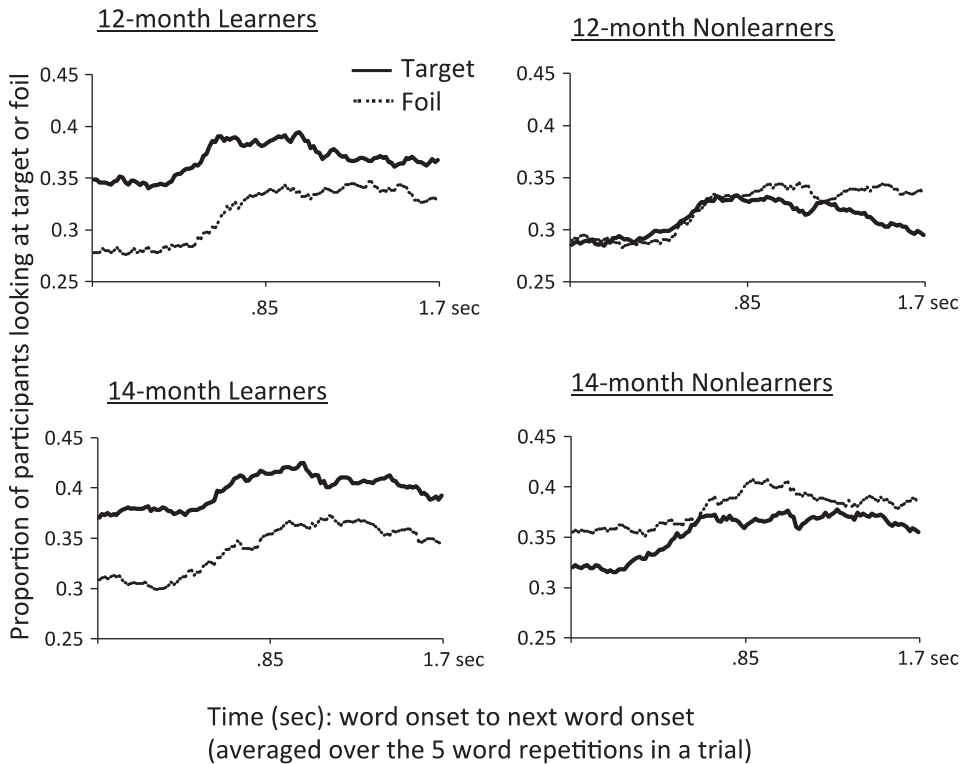 12-month Learners
12-month Nonlearners
Target
Foil
Proportion of participants looking at target or foil
0.45
0.4
0.35
0.3
0.25
.85
1.7 sec
0.45
0.4
0.35
0.3
0.25
.85
1.7 sec
14-month Learners
14-month Nonlearners
0.45
0.4
0.35
0.3
0.25
.85
1.7 sec
0.45
0.4
0.35
0.3
0.25
.85
1.7 sec
Time (sec): word onset to next word onset
(averaged over the 5 word repetitions in a trial)